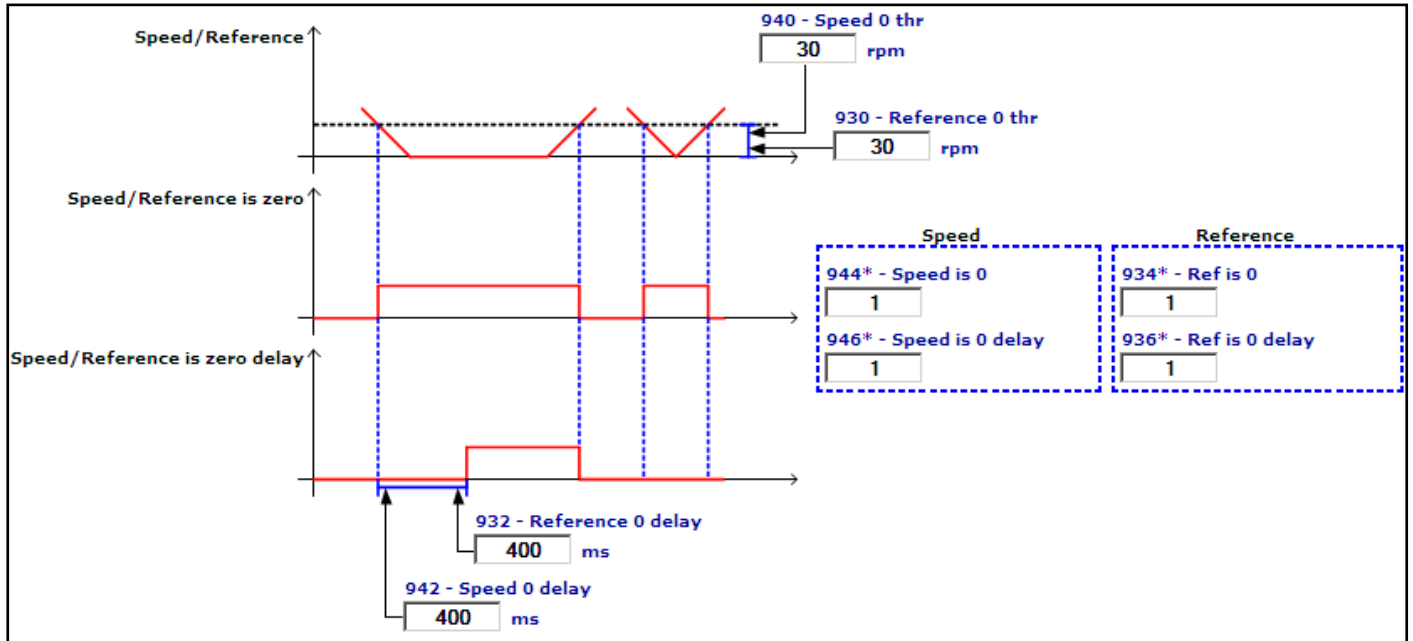 940 - Speed 0 thr
Speed/Reference
30 rpm
930 - Reference 0 thr
30 rpm
Speed/Reference is zero
Speed Reference
944* - Speed is 0 934* - Ref is 0
1 1
946* - Speed is 0 delay 936* - Ref is 0 delay
Speed/Reference is zero delay
1 1
932 - Reference 0 delay
400 ms
942 - Speed 0 delay
400 ms